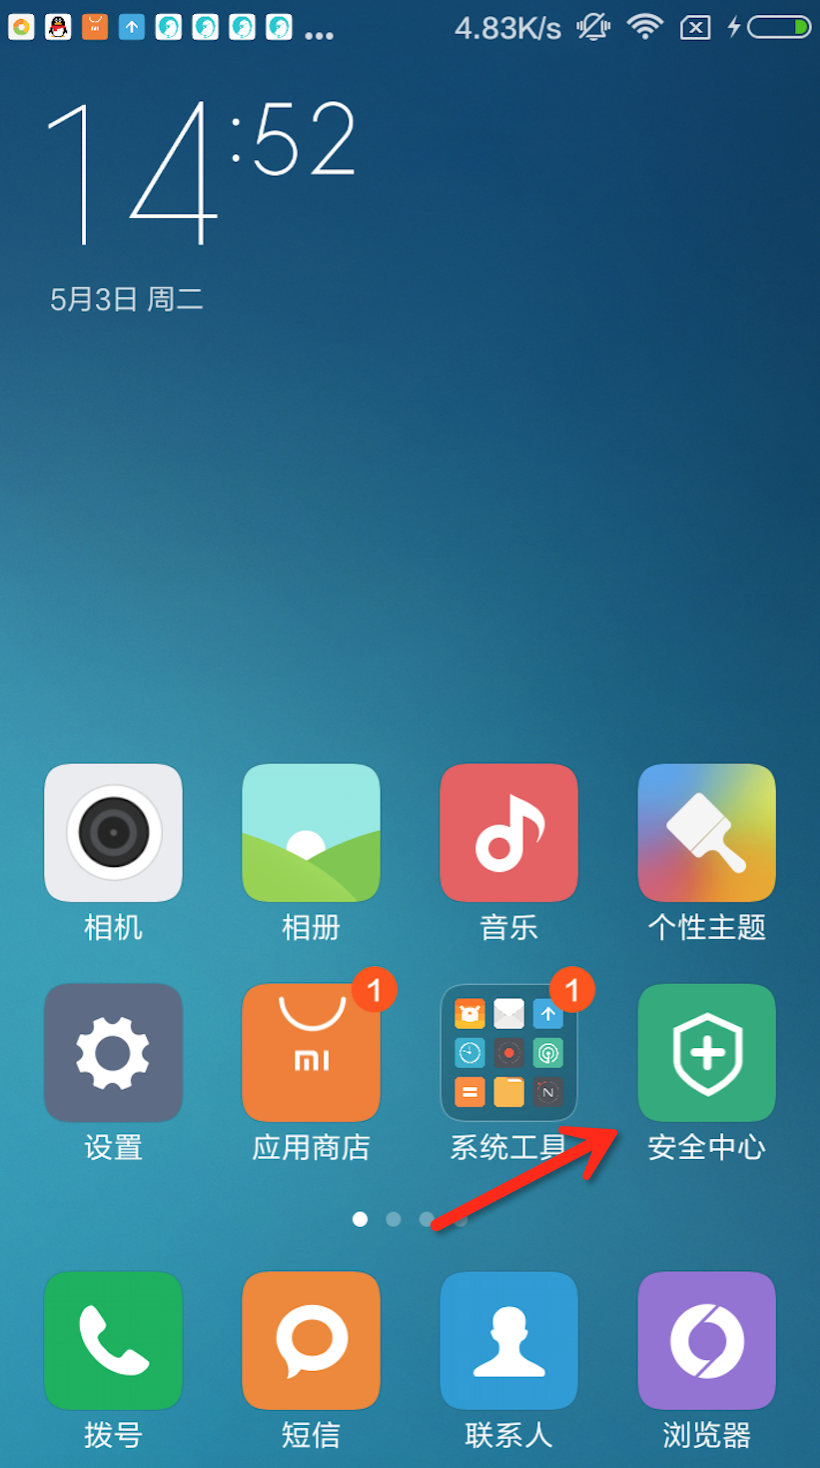 4.83K/s
14:52
5月3日 周二
相机
相册
音乐
个性主题
1
1
mi
N
设置
应用商店
系统工具
安全中心
拨号
短信
联系人
浏览器